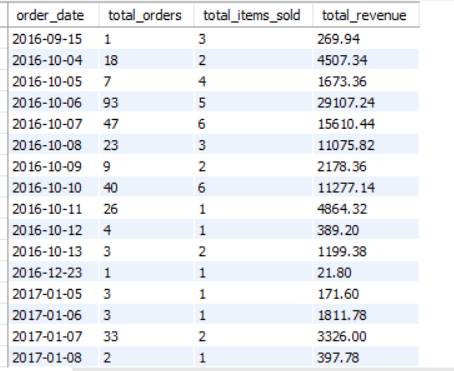 order_date total_orders total_items_sold total_revenue
2016-09-15 1 3 269.94
2016-10-04 18 2 4507.34
2016-10-05 7 4 1673.36
2016-10-06 93 5 29107.24
2016-10-07 47 6 15610.44
2016-10-08 23 3 11075.82
2016-10-09 9 2 2178.36
2016-10-10 40 6 11277.14
2016-10-11 26 1 4864.32
2016-10-12 4 1 389.20
2016-10-13 3 2 1199.38
2016-12-23 1 1 21.80
2017-01-05 3 1 171.60
2017-01-06 3 1 1811.78
2017-01-07 33 2 3326.00
2017-01-08 2 1 397.78